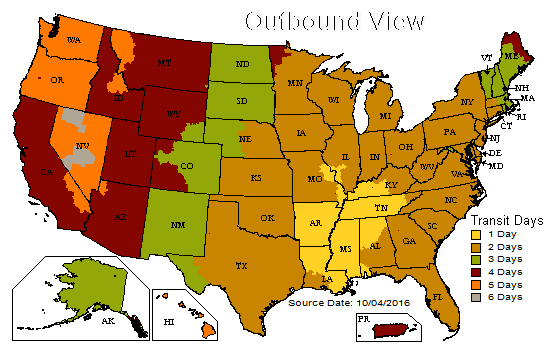 Outbound View
WA
OR
CA
NV
ID
MT
WY
UT
AZ
CO
NM
ND
SD
NE
KS
OK
TX
MN
IA
MO
AR
LA
WI
IL
MI
IN
OH
KY
TN
MS
AL
GA
FL
SC
NC
VA
WV
PA
NY
VT
ME
NH
MA
RI
CT
NJ
DE
MD
AK
HI
PR
Transit Days
1 Day
2 Days
3 Days
4 Days
5 Days
6 Days
Source Date: 10/04/2016